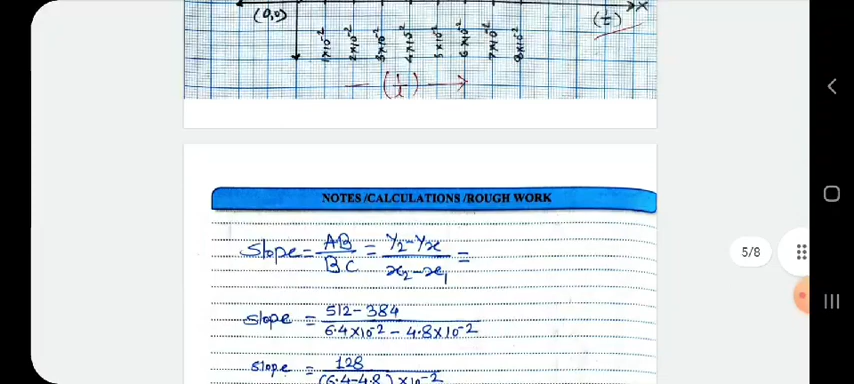 (0,0) (1/t) X
1×10⁻² 2×10⁻² 3×10⁻² 4×10⁻² 5×10⁻² 6×10⁻² 7×10⁻² 8×10⁻²
(1/t)
NOTES /CALCULATIONS /ROUGH WORK
Slope = AB/BC = (y₂-yx)/(x₂-x₁) =
slope = (512-384)/(6.4×10⁻² - 4.8×10⁻²)
slope = 128/((6.4-4.8)×10⁻²
5/8